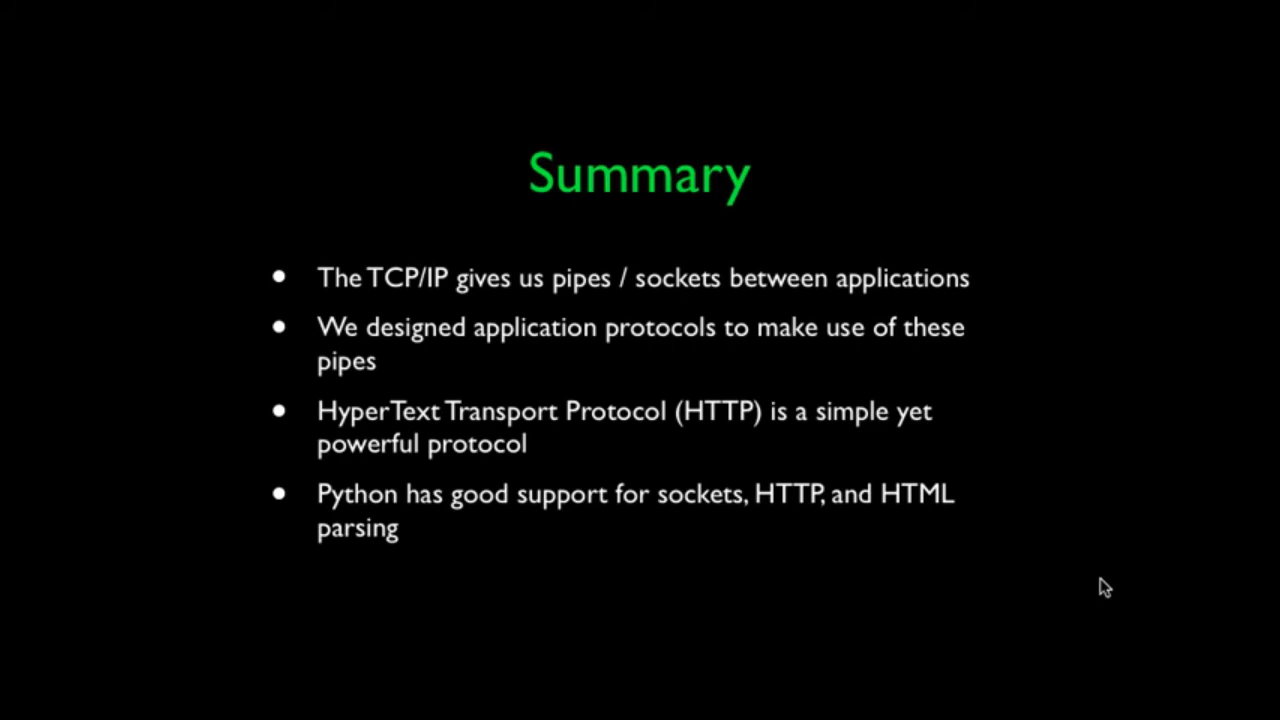 Summary
• The TCP/IP gives us pipes / sockets between applications
• We designed application protocols to make use of these
pipes
• HyperText Transport Protocol (HTTP) is a simple yet
powerful protocol
• Python has good support for sockets, HTTP, and HTML
parsing